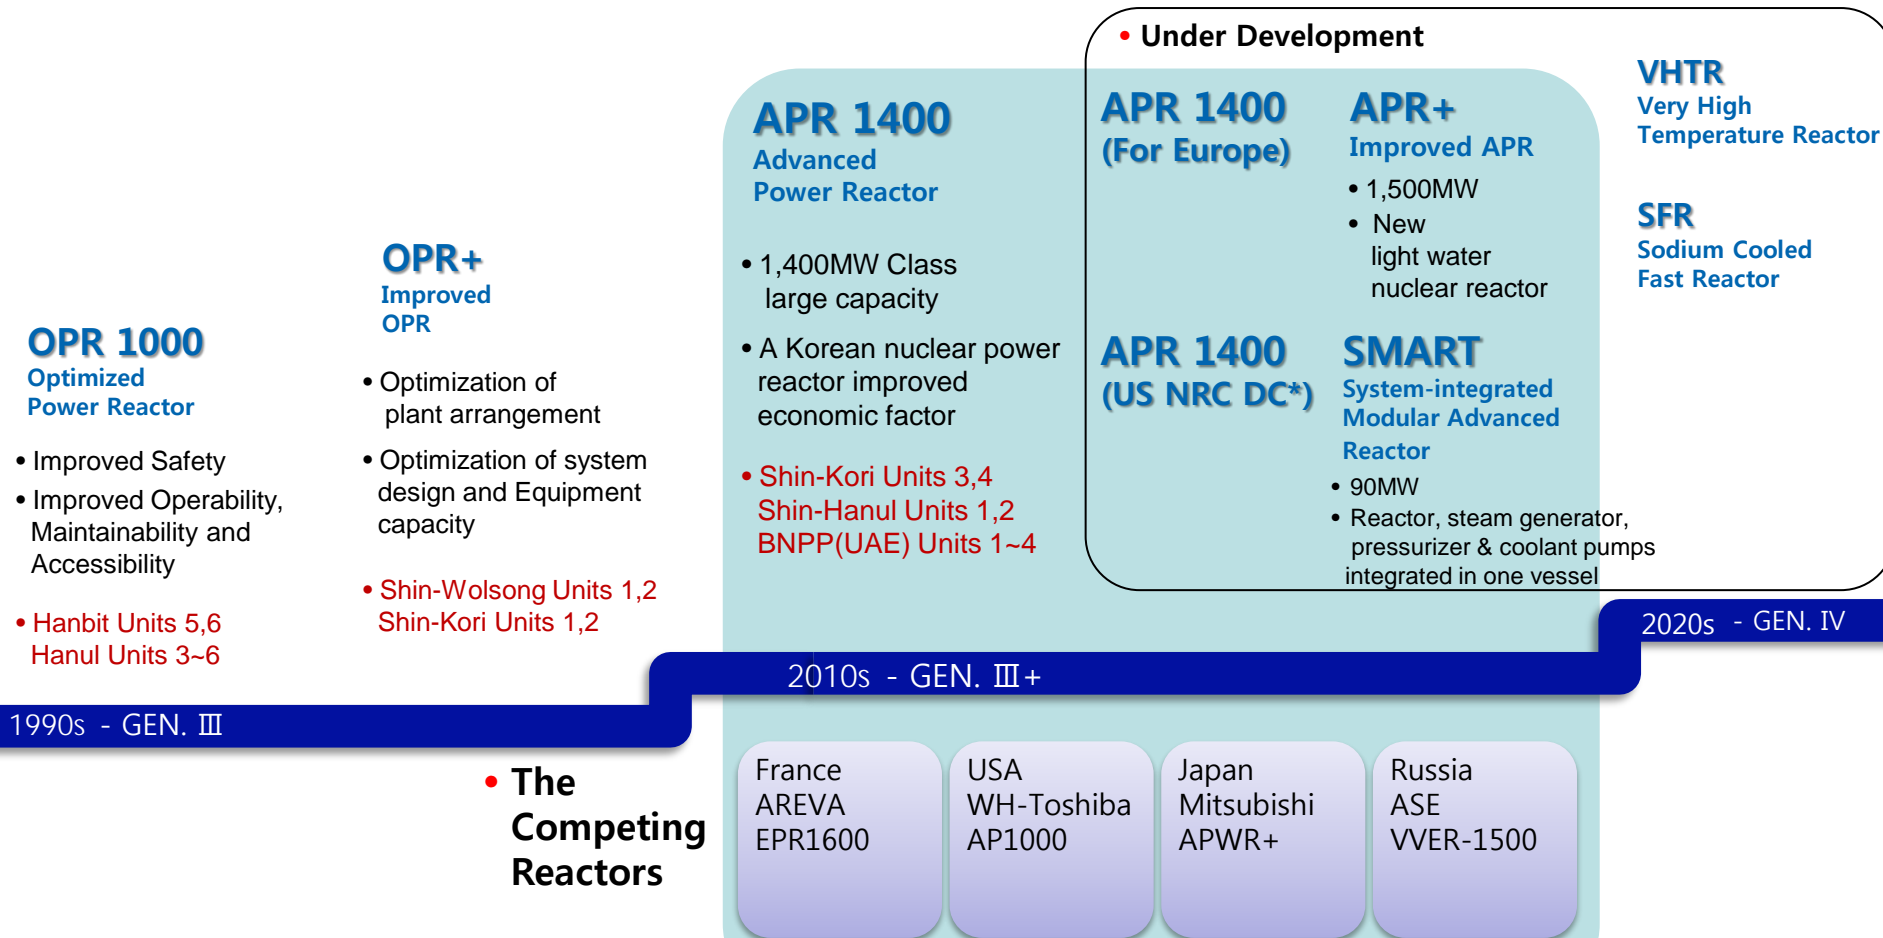 • Under Development
OPR 1000
Optimized
Power Reactor
• Improved Safety
• Improved Operability,
Maintainability and
Accessibility
• Hanbit Units 5,6
Hanul Units 3~6
OPR+
Improved
OPR
• Optimization of
plant arrangement
• Optimization of system
design and Equipment
capacity
• Shin-Wolsong Units 1,2
Shin-Kori Units 1,2
APR 1400
Advanced
Power Reactor
• 1,400MW Class
large capacity
• A Korean nuclear power
reactor improved
economic factor
• Shin-Kori Units 3,4
Shin-Hanul Units 1,2
BNPP(UAE) Units 1~4
APR 1400
(For Europe)
APR 1400
(US NRC DC*)
APR+
Improved APR
• 1,500MW
• New
light water
nuclear reactor
SMART
System-integrated
Modular Advanced
Reactor
• 90MW
• Reactor, steam generator,
pressurizer & coolant pumps
integrated in one vessel
VHTR
Very High
Temperature Reactor
SFR
Sodium Cooled
Fast Reactor
1990s - GEN. Ⅲ
2010s - GEN. Ⅲ+
2020s - GEN. IV
• The
Competing
Reactors
France
AREVA
EPR1600
USA
WH-Toshiba
AP1000
Japan
Mitsubishi
APWR+
Russia
ASE
VVER-1500